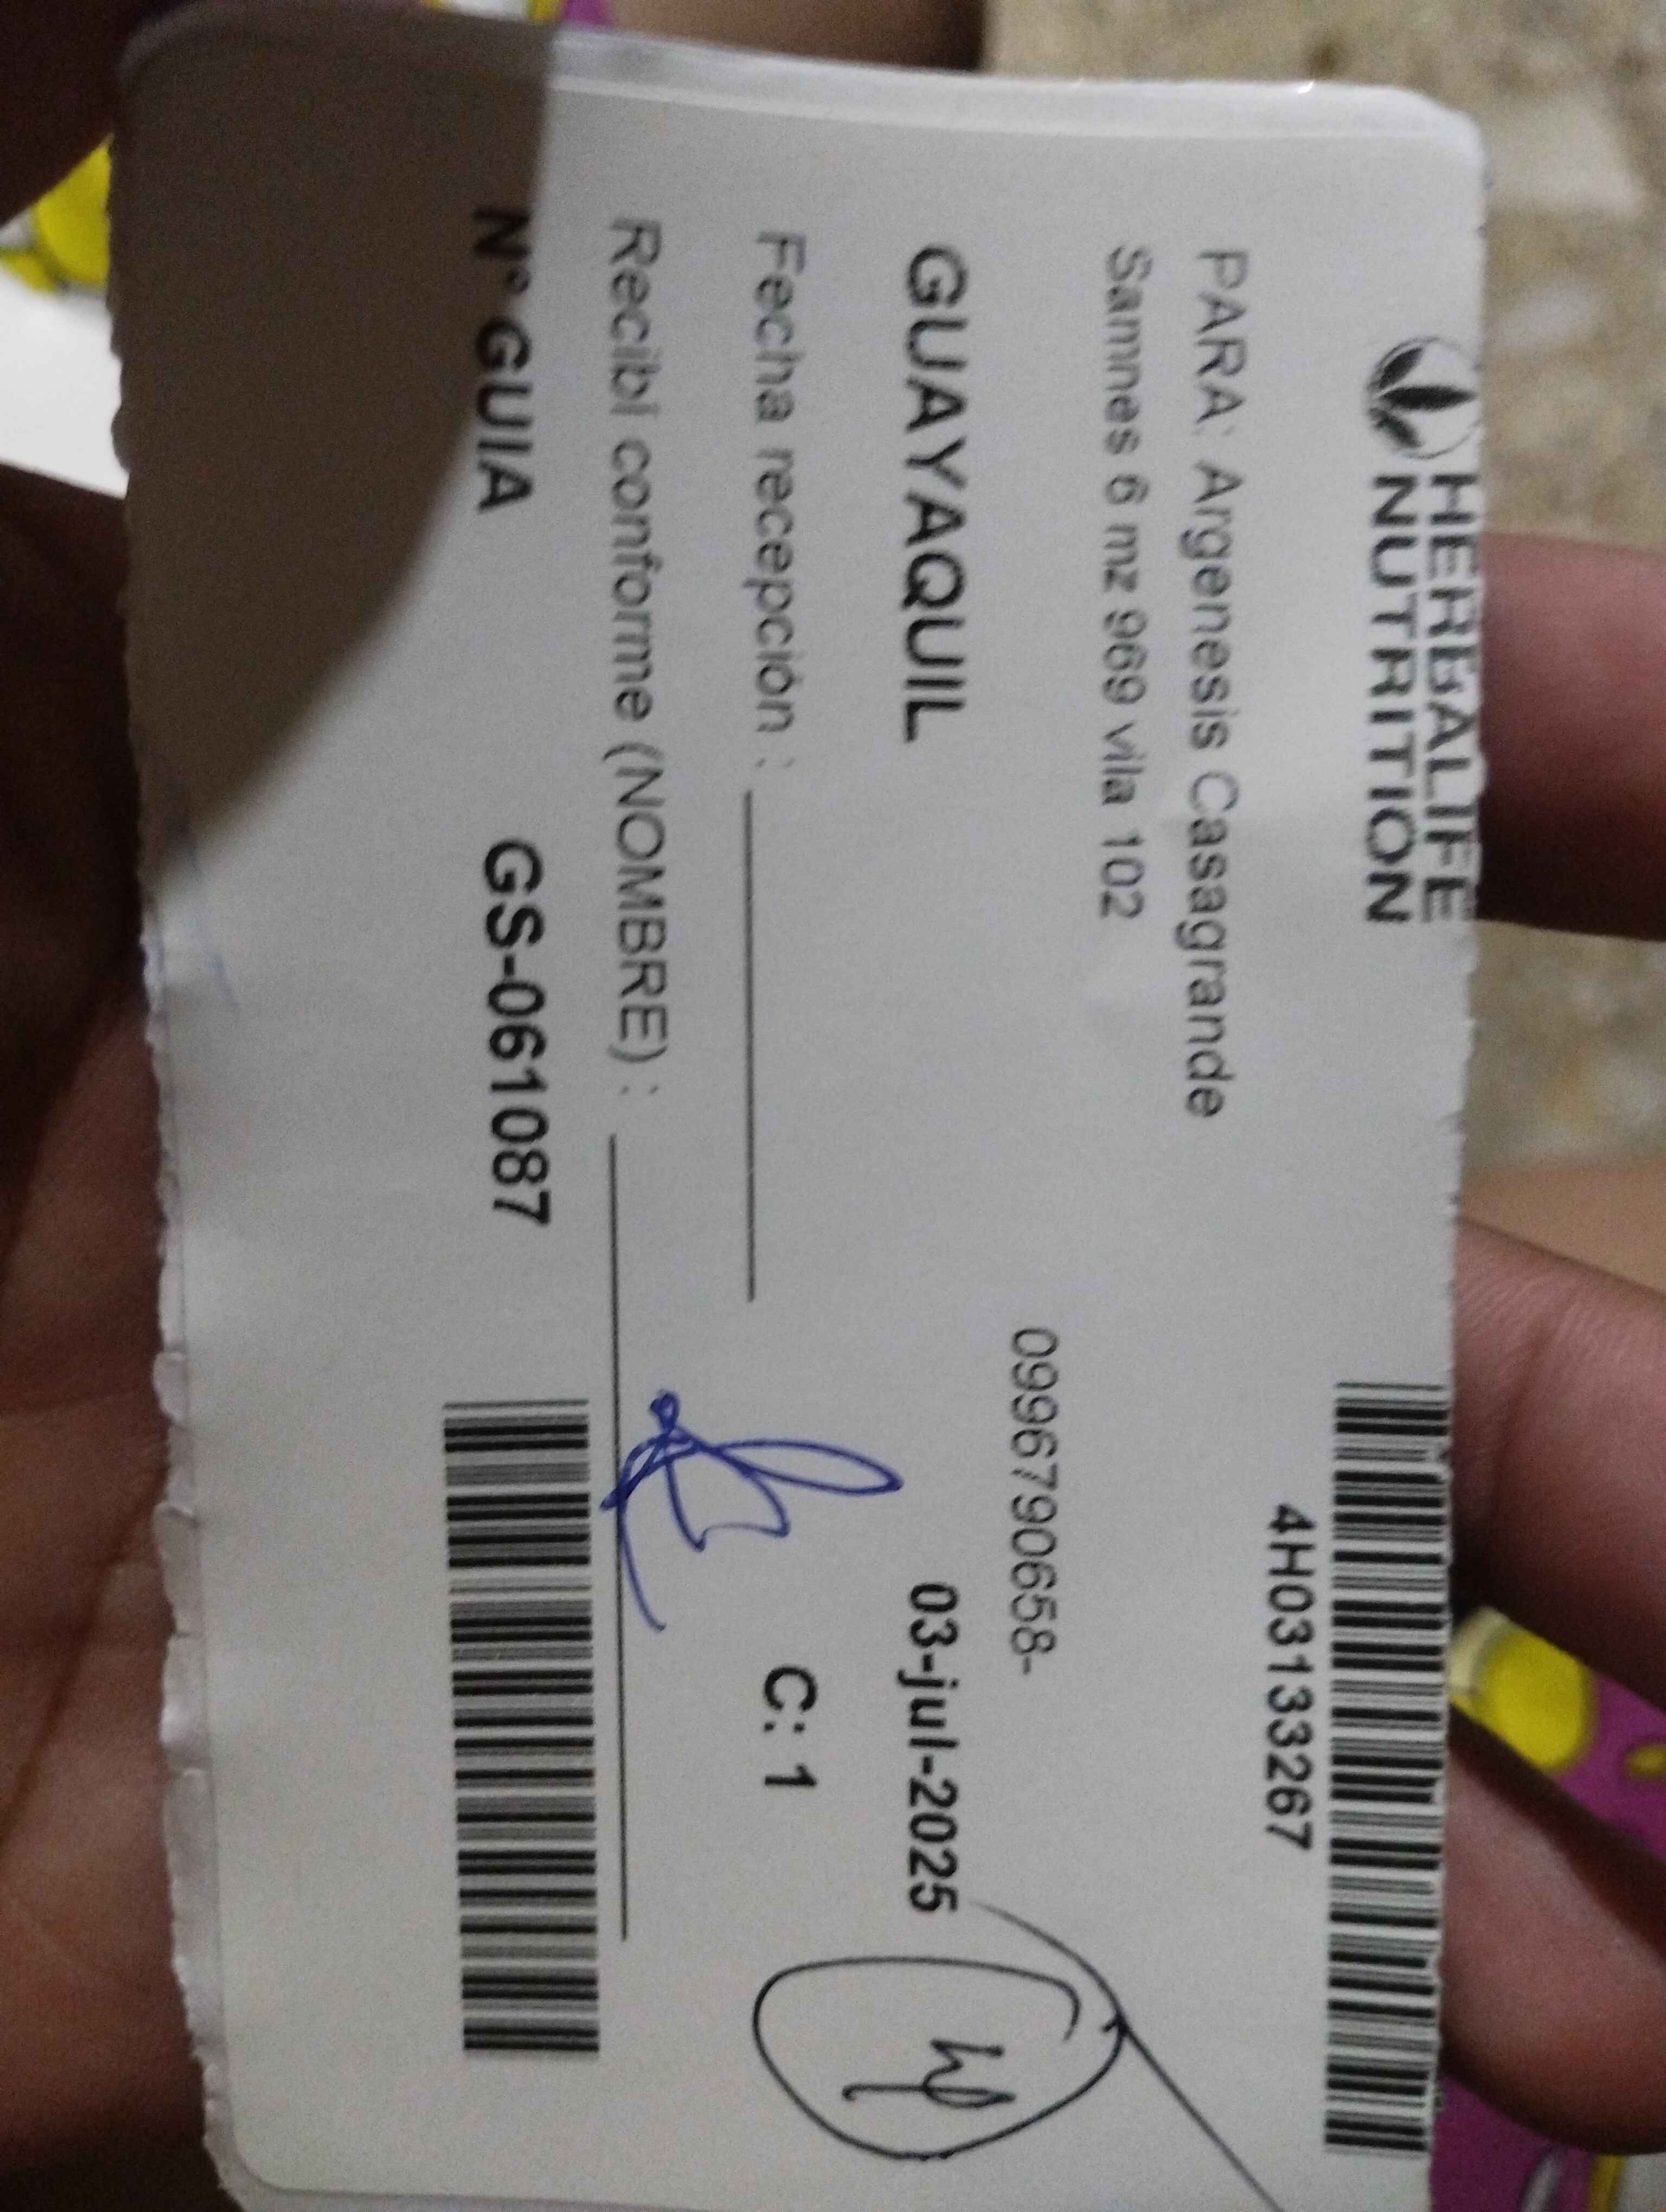 HERBALIFE
NUTRITION
4H03133267
PARA: Argenesis Casagrande
Samnes 6 mz 969 vila 102
0996790658-
GUAYAQUIL
03-jul-2025
Fecha recepción :
C: 1
Recibí conforme (NOMBRE) :
N° GUIA GS-061087